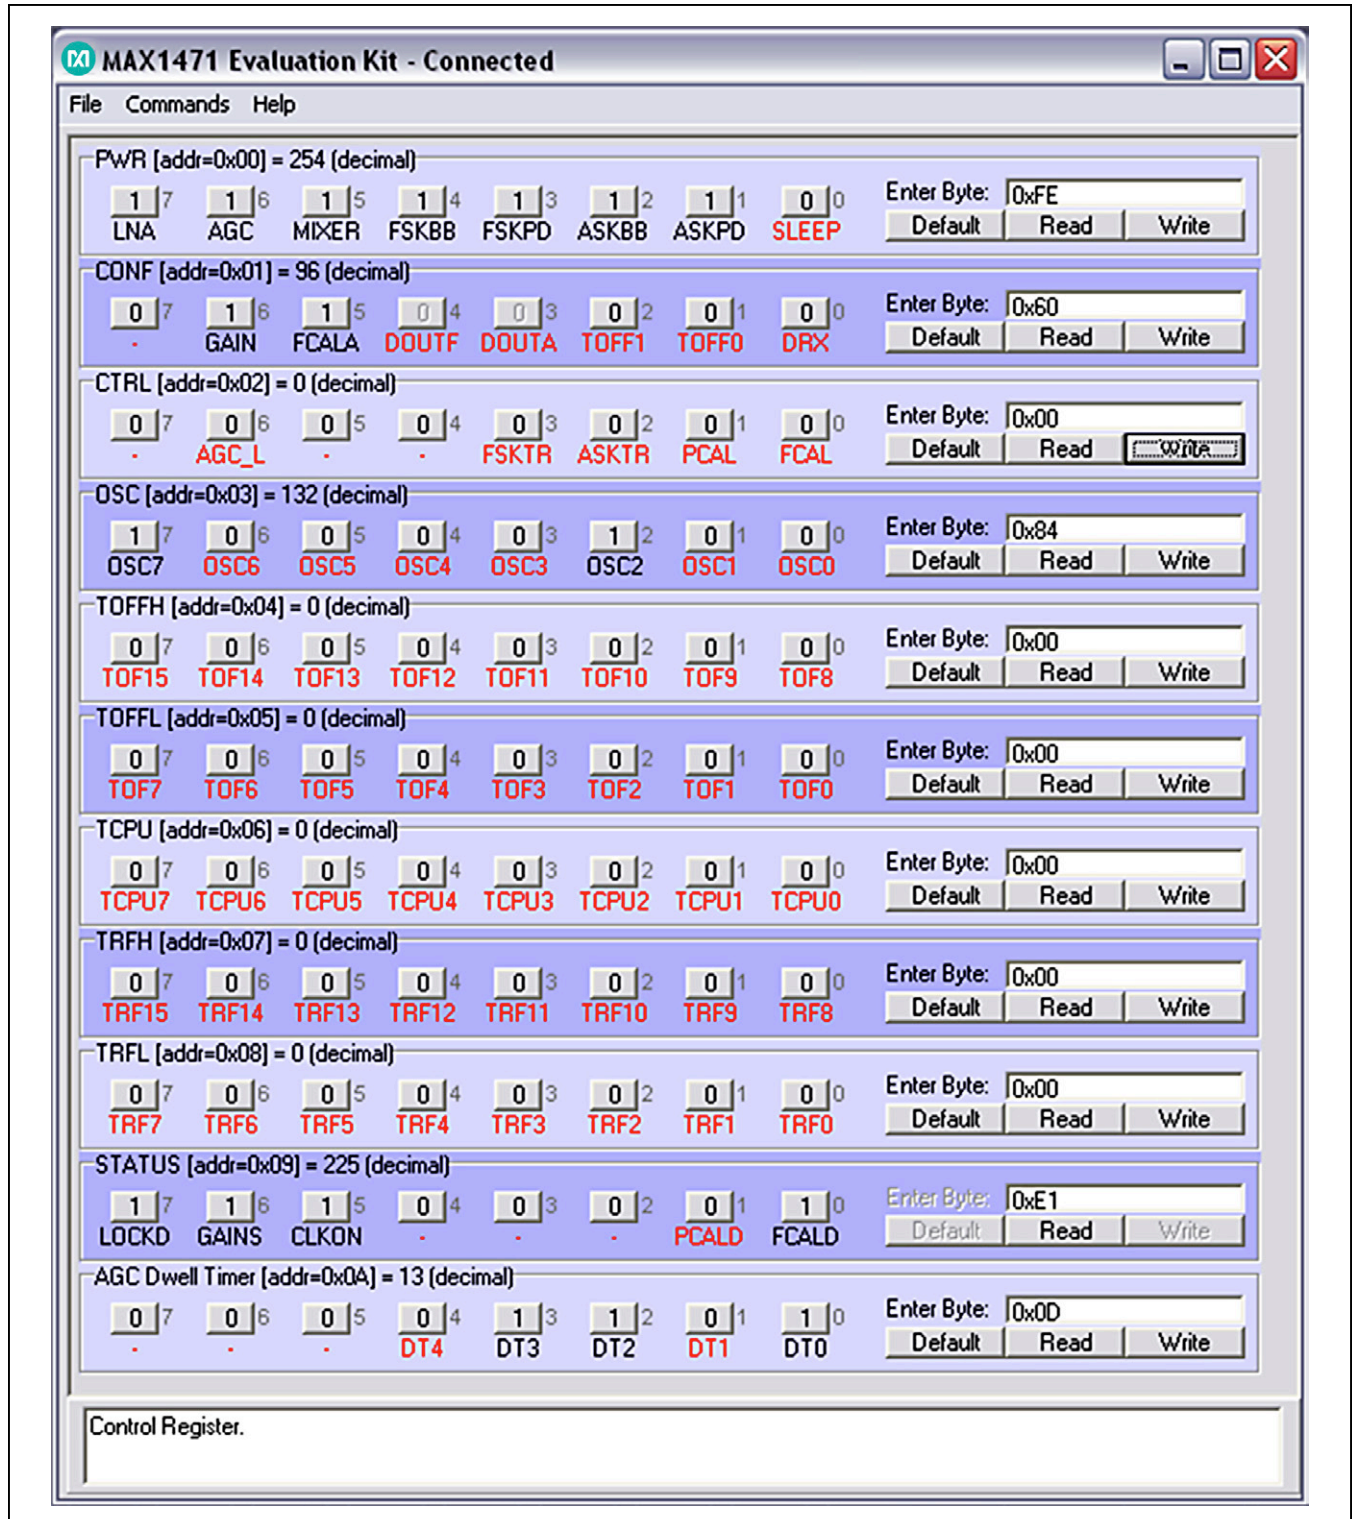 MAX1471 Evaluation Kit - Connected
File Commands Help
PWR [addr=0x00] = 254 (decimal)
1 7 1 6 1 5 1 4 1 3 1 2 1 1 0 0 Enter Byte: 0xFE
LNA AGC MIXER FSKBB FSKPD ASKBB ASKPD SLEEP Default Read Write
CONF [addr=0x01] = 96 (decimal)
0 7 1 6 1 5 0 4 0 3 0 2 0 1 0 0 Enter Byte: 0x60
- GAIN FCALA DOUTF DOUTA TOFF1 TOFF0 DRX Default Read Write
CTRL [addr=0x02] = 0 (decimal)
0 7 0 6 0 5 0 4 0 3 0 2 0 1 0 0 Enter Byte: 0x00
- AGC_L - - FSKTR ASKTR PCAL FCAL Default Read Write
OSC [addr=0x03] = 132 (decimal)
1 7 0 6 0 5 0 4 0 3 1 2 0 1 0 0 Enter Byte: 0x84
OSC7 OSC6 OSC5 OSC4 OSC3 OSC2 OSC1 OSC0 Default Read Write
TOFFH [addr=0x04] = 0 (decimal)
0 7 0 6 0 5 0 4 0 3 0 2 0 1 0 0 Enter Byte: 0x00
TOF15 TOF14 TOF13 TOF12 TOF11 TOF10 TOF9 TOF8 Default Read Write
TOFFL [addr=0x05] = 0 (decimal)
0 7 0 6 0 5 0 4 0 3 0 2 0 1 0 0 Enter Byte: 0x00
TOF7 TOF6 TOF5 TOF4 TOF3 TOF2 TOF1 TOF0 Default Read Write
TCPU [addr=0x06] = 0 (decimal)
0 7 0 6 0 5 0 4 0 3 0 2 0 1 0 0 Enter Byte: 0x00
TCPU7 TCPU6 TCPU5 TCPU4 TCPU3 TCPU2 TCPU1 TCPU0 Default Read Write
TRFH [addr=0x07] = 0 (decimal)
0 7 0 6 0 5 0 4 0 3 0 2 0 1 0 0 Enter Byte: 0x00
TRF15 TRF14 TRF13 TRF12 TRF11 TRF10 TRF9 TRF8 Default Read Write
TRFL [addr=0x08] = 0 (decimal)
0 7 0 6 0 5 0 4 0 3 0 2 0 1 0 0 Enter Byte: 0x00
TRF7 TRF6 TRF5 TRF4 TRF3 TRF2 TRF1 TRF0 Default Read Write
STATUS [addr=0x09] = 225 (decimal)
1 7 1 6 1 5 0 4 0 3 0 2 0 1 1 0 Enter Byte: 0xE1
LOCKD GAINS CLKON - - - PCALD FCALD Default Read Write
AGC Dwell Timer [addr=0x0A] = 13 (decimal)
0 7 0 6 0 5 0 4 1 3 1 2 0 1 1 0 Enter Byte: 0x0D
- - - DT4 DT3 DT2 DT1 DT0 Default Read Write
Control Register.